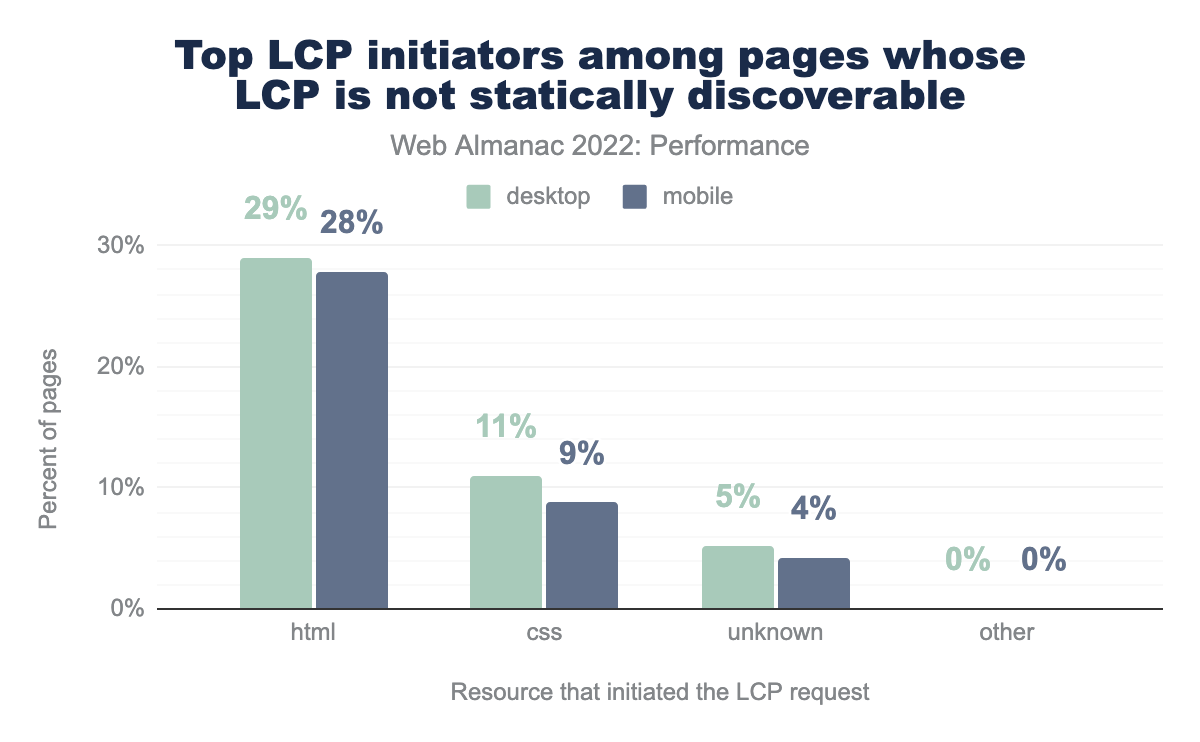 Top LCP initiators among pages whose
LCP is not statically discoverable
Web Almanac 2022: Performance
desktop mobile
29% 28%
30%
20%
11% 9%
10%
5% 4%
0% 0%
0%
Percent of pages
html css unknown other
Resource that initiated the LCP request